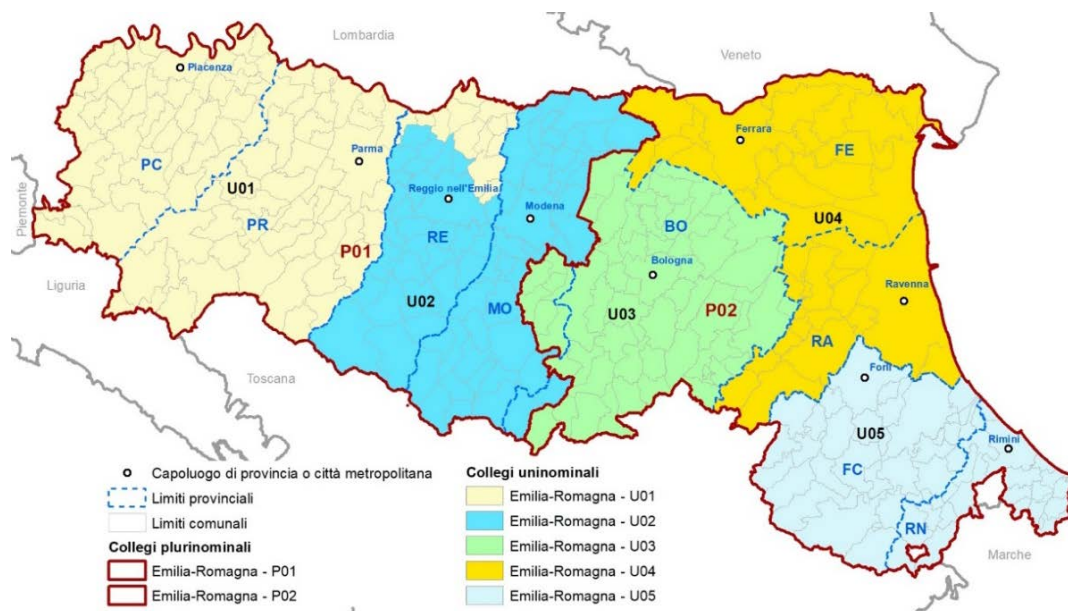 Lombardia
Veneto
Piacenza
Ferrara
Parma
FE
PC
U01
Reggio nell'Emilia
Modena
BO
U04
Piemonte
PR
RE
P01
Bologna
Liguria
U02
MO
U03
P02
Ravenna
RA
Toscana
Forlì
U05
Rimini
FC
RN
Marche
Capoluogo di provincia o città metropolitana
Limiti provinciali
Limiti comunali
Collegi plurinominali
Emilia-Romagna - P01
Emilia-Romagna - P02
Collegi uninominali
Emilia-Romagna - U01
Emilia-Romagna - U02
Emilia-Romagna - U03
Emilia-Romagna - U04
Emilia-Romagna - U05